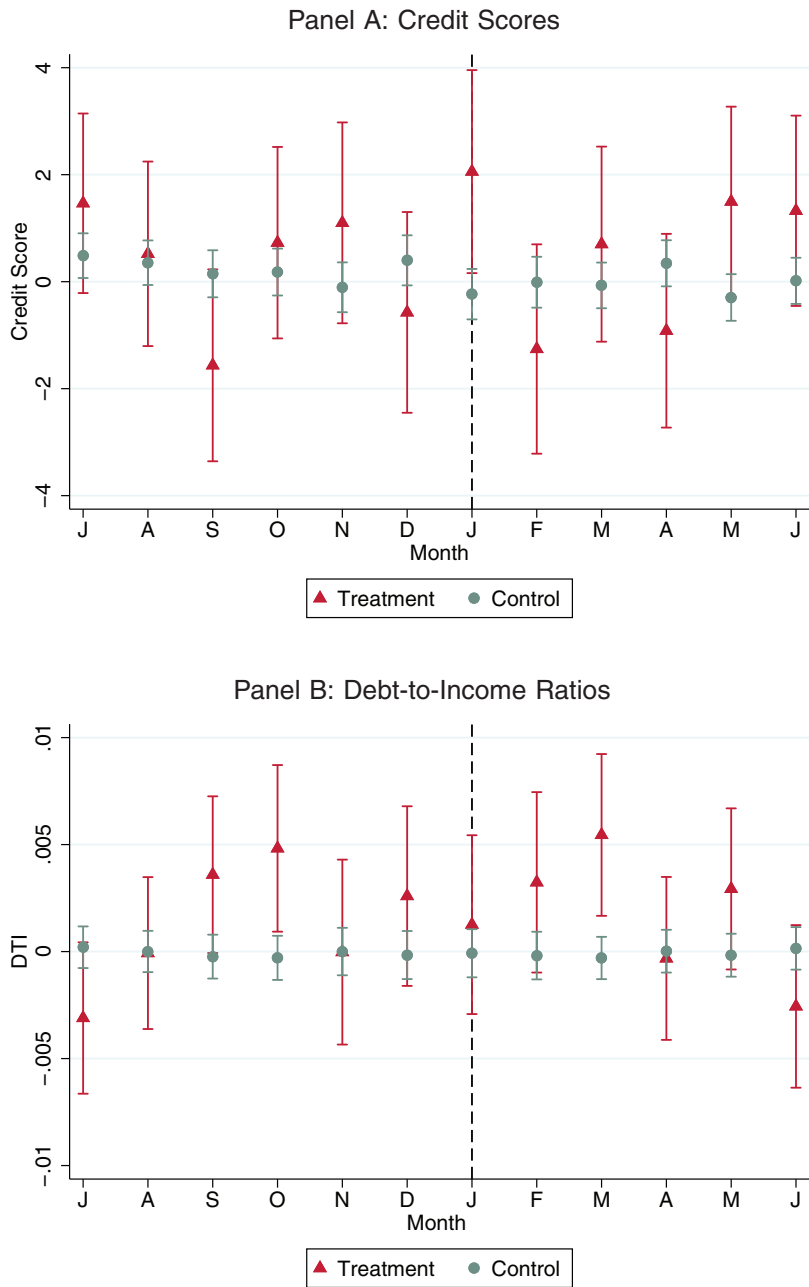 Panel A: Credit Scores
4
2
0
−2
−4
Credit Score
J A S O N D J F M A M J
Month
Treatment Control
Panel B: Debt-to-Income Ratios
.01
.005
0
−.005
−.01
DTI
J A S O N D J F M A M J
Month
Treatment Control